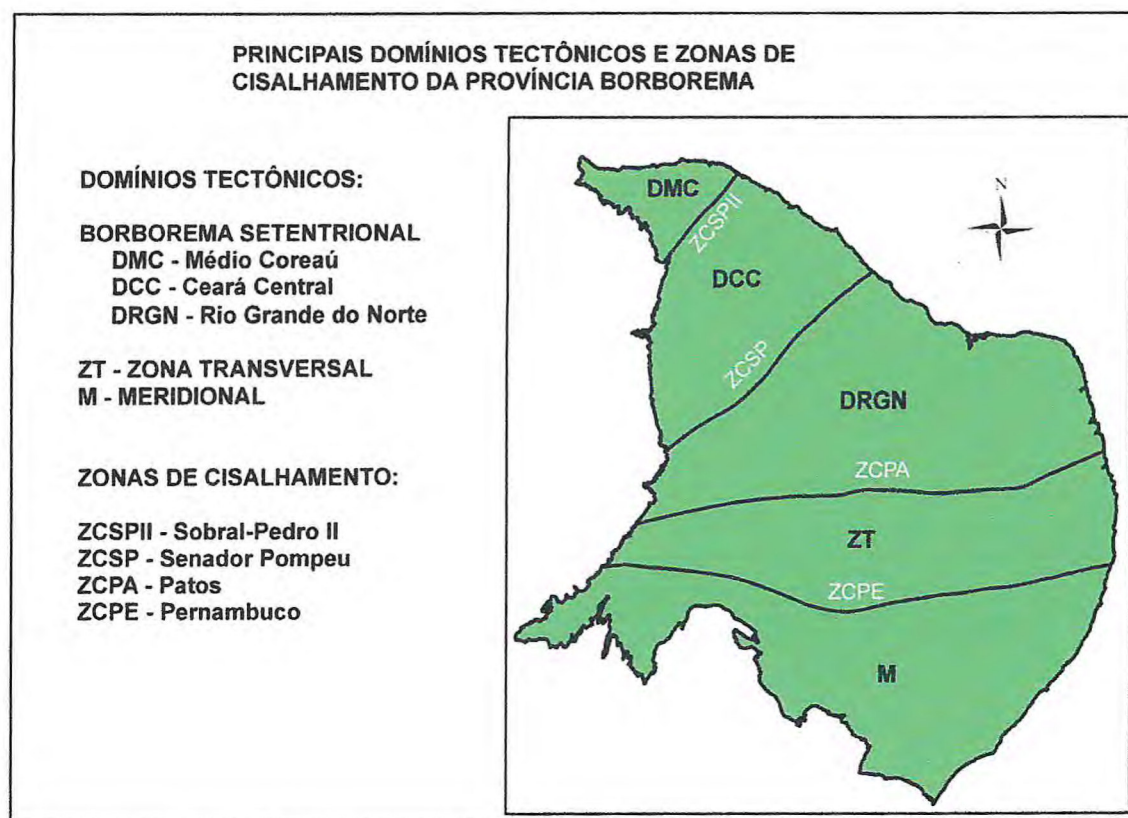 PRINCIPAIS DOMÍNIOS TECTÔNICOS E ZONAS DE
CISALHAMENTO DA PROVÍNCIA BORBOREMA
DOMÍNIOS TECTÔNICOS:
BORBOREMA SETENTRIONAL
DMC - Médio Coreaú
DCC - Ceará Central
DRGN - Rio Grande do Norte
ZT - ZONA TRANSVERSAL
M - MERIDIONAL
ZONAS DE CISALHAMENTO:
ZCSPII - Sobral-Pedro II
ZCSP - Senador Pompeu
ZCPA - Patos
ZCPE - Pernambuco
N
DMC
ZCSPII
DCC
ZCSP
DRGN
ZCPA
ZT
ZCPE
M